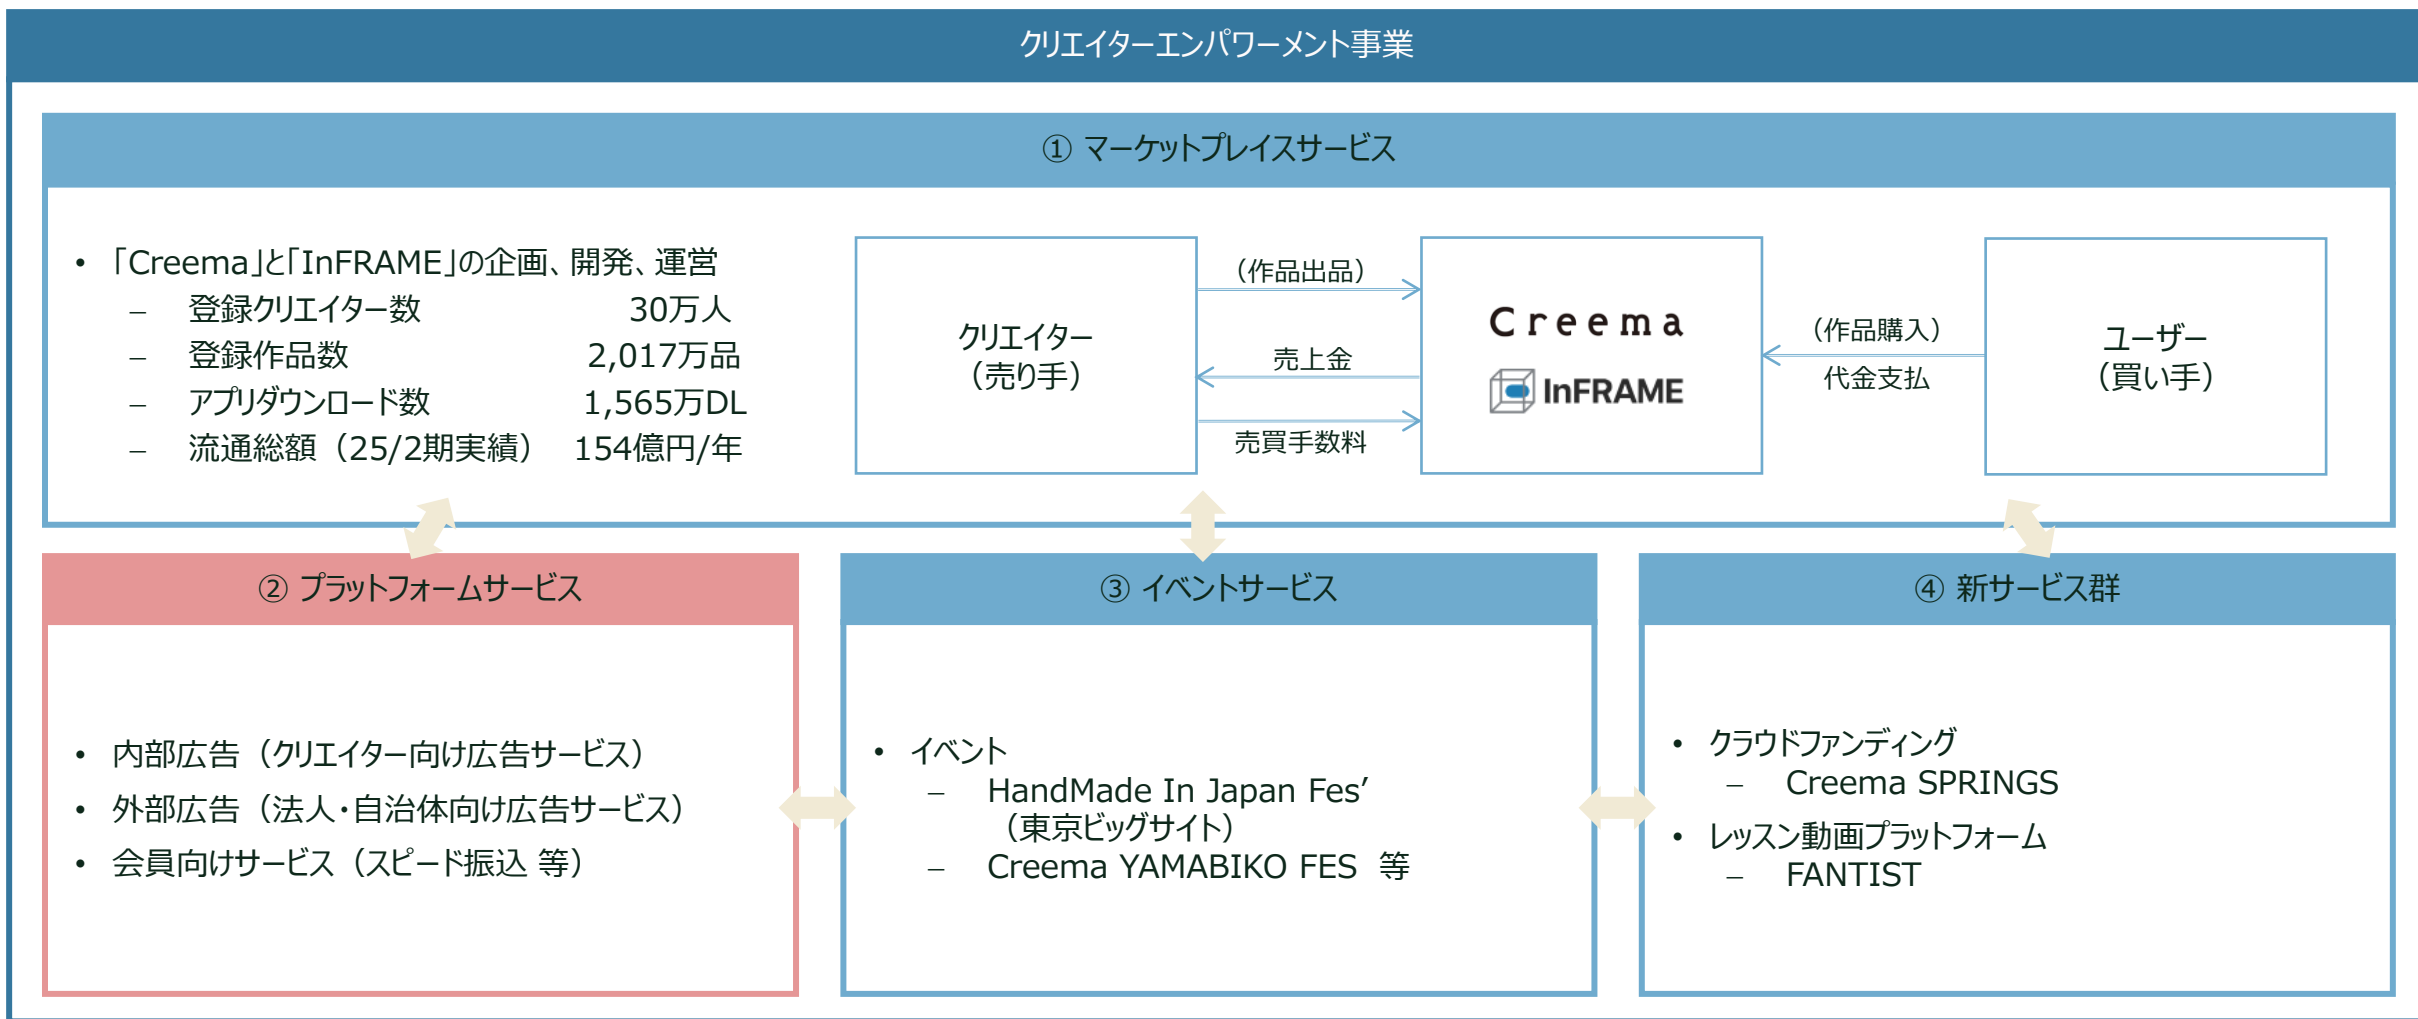 クリエイターエンパワーメント事業
① マーケットプレイスサービス
• 「Creema」と「InFRAME」の企画、開発、運営
– 登録クリエイター数 30万人
– 登録作品数 2,017万品
– アプリダウンロード数 1,565万DL
– 流通総額（25/2期実績） 154億円/年
クリエイター
（売り手）
（作品出品）
売上金
売買手数料
Creema
InFRAME
（作品購入）
代金支払
ユーザー
（買い手）
② プラットフォームサービス
• 内部広告（クリエイター向け広告サービス）
• 外部広告（法人・自治体向け広告サービス）
• 会員向けサービス（スピード振込 等）
③ イベントサービス
• イベント
– HandMade In Japan Fes’
（東京ビッグサイト）
– Creema YAMABIKO FES 等
④ 新サービス群
• クラウドファンディング
– Creema SPRINGS
• レッスン動画プラットフォーム
– FANTIST